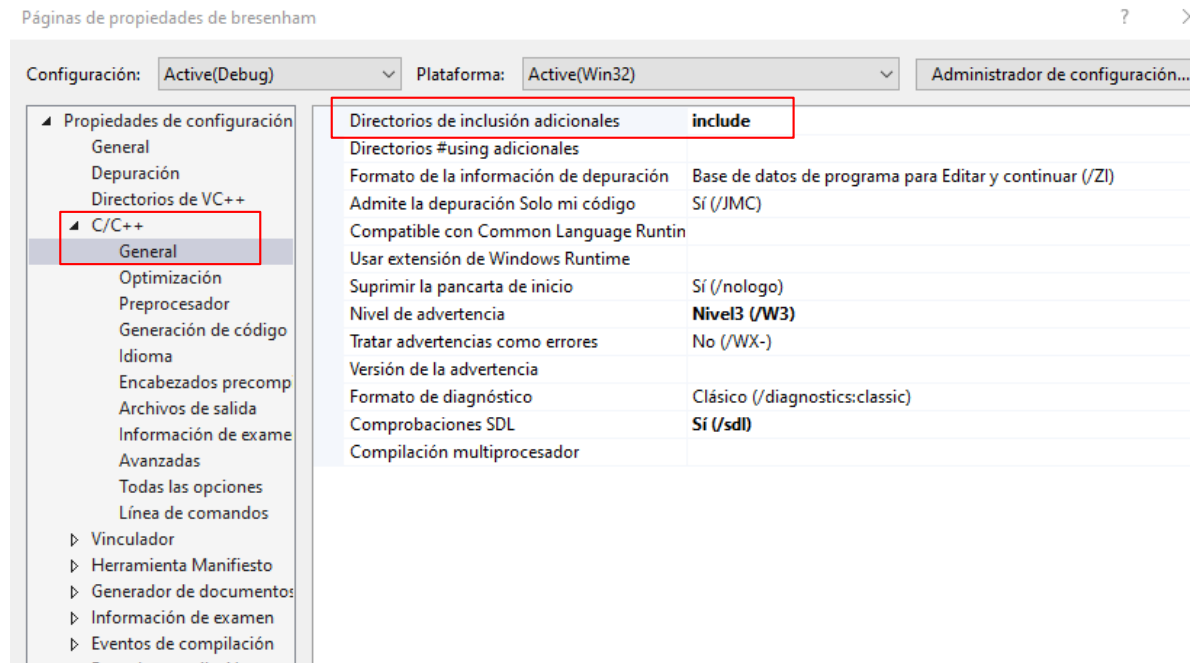 Páginas de propiedades de bresenham ?
Configuración: Active(Debug) Plataforma: Active(Win32) Administrador de configuración...
Propiedades de configuración
General
Depuración
Directorios de VC++
C/C++
General
Optimización
Preprocesador
Generación de código
Idioma
Encabezados precomp
Archivos de salida
Información de exame
Avanzadas
Todas las opciones
Línea de comandos
Vinculador
Herramienta Manifiesto
Generador de documentos
Información de examen
Eventos de compilación
Directorios de inclusión adicionales include
Directorios #using adicionales
Formato de la información de depuración Base de datos de programa para Editar y continuar (/ZI)
Admite la depuración Solo mi código Sí (/JMC)
Compatible con Common Language Runtin
Usar extensión de Windows Runtime
Suprimir la pancarta de inicio Sí (/nologo)
Nivel de advertencia Nivel3 (/W3)
Tratar advertencias como errores No (/WX-)
Versión de la advertencia
Formato de diagnóstico Clásico (/diagnostics:classic)
Comprobaciones SDL Sí (/sdl)
Compilación multiprocesador